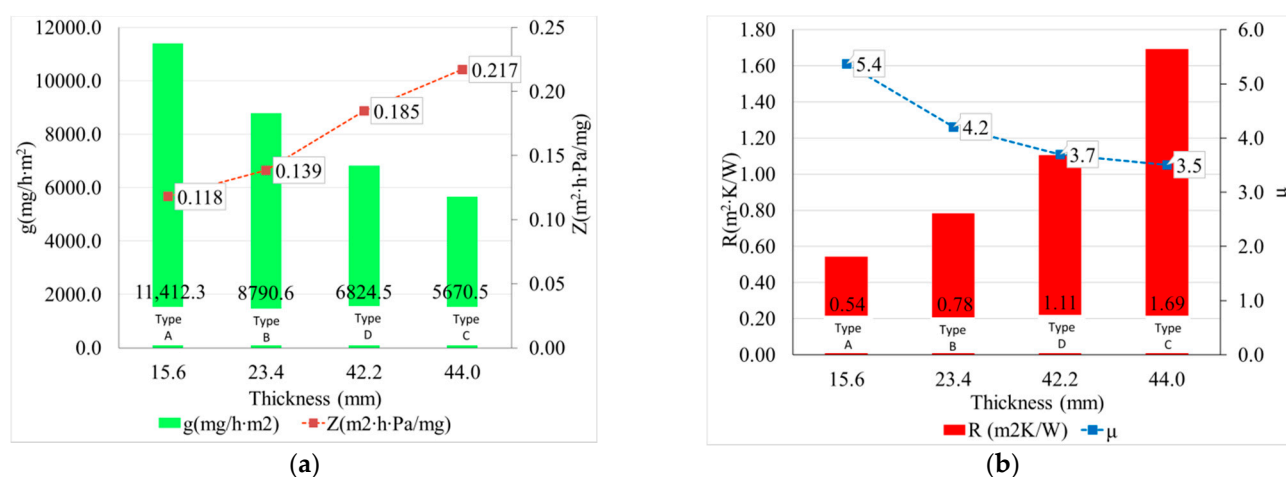 12000.0
10000.0
8000.0
6000.0
4000.0
2000.0
0.0
g(mg/h·m²)
0.25
0.20
0.15
0.10
0.05
0.00
Z(m²·h·Pa/mg)
0.118
0.139
0.185
0.217
11,412.3 8790.6 6824.5 5670.5
Type A Type B Type D Type C
15.6 23.4 42.2 44.0
Thickness (mm)
g(mg/h·m2) Z(m2·h·Pa/mg)
(a)
1.80
1.60
1.40
1.20
1.00
0.80
0.60
0.40
0.20
0.00
R(m²·K/W)
6.0
5.0
4.0
3.0
2.0
1.0
0.0
μ
5.4
4.2
3.7
3.5
0.54 0.78 1.11 1.69
Type A Type B Type D Type C
15.6 23.4 42.2 44.0
Thickness (mm)
R (m2K/W) μ
(b)